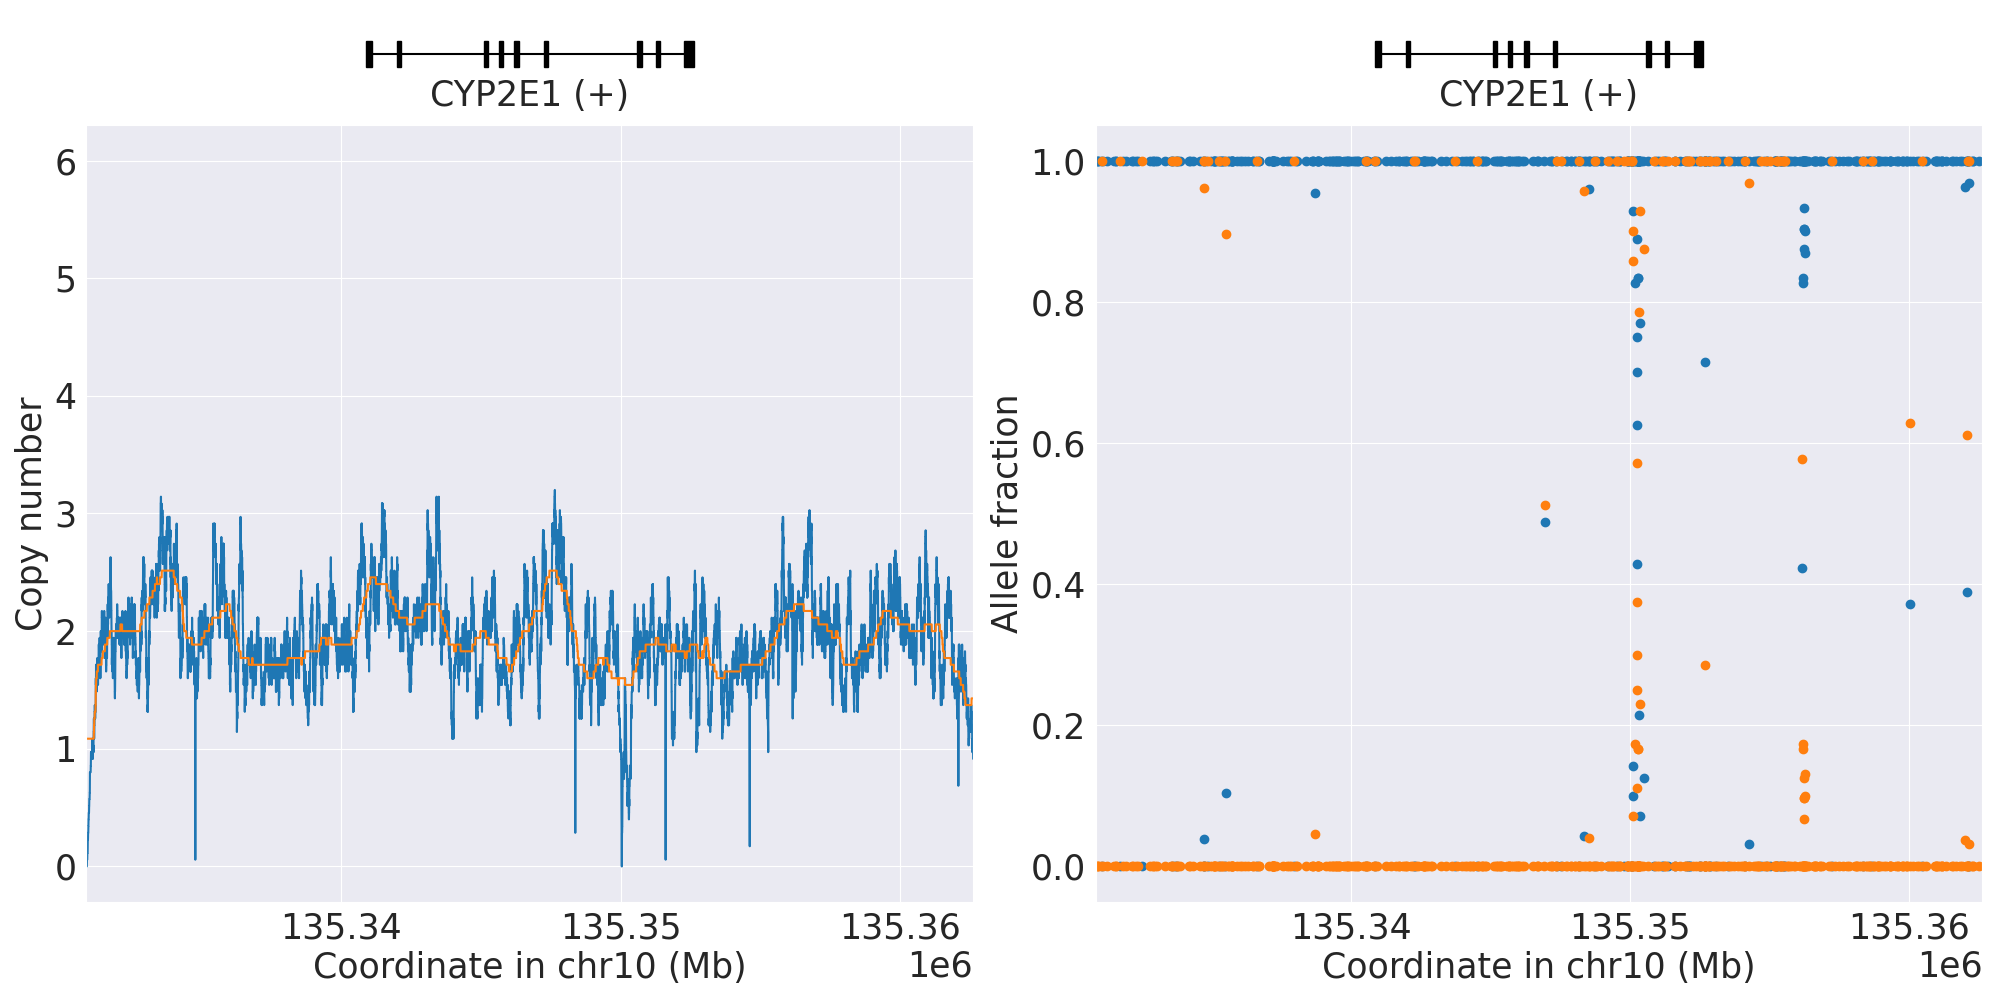 CYP2E1 (+)
6
5
4
3
2
1
0
Copy number
135.34 135.35 135.36
Coordinate in chr10 (Mb)
1e6
CYP2E1 (+)
1.0
0.8
0.6
0.4
0.2
0.0
Allele fraction
135.34 135.35 135.36
Coordinate in chr10 (Mb)
1e6